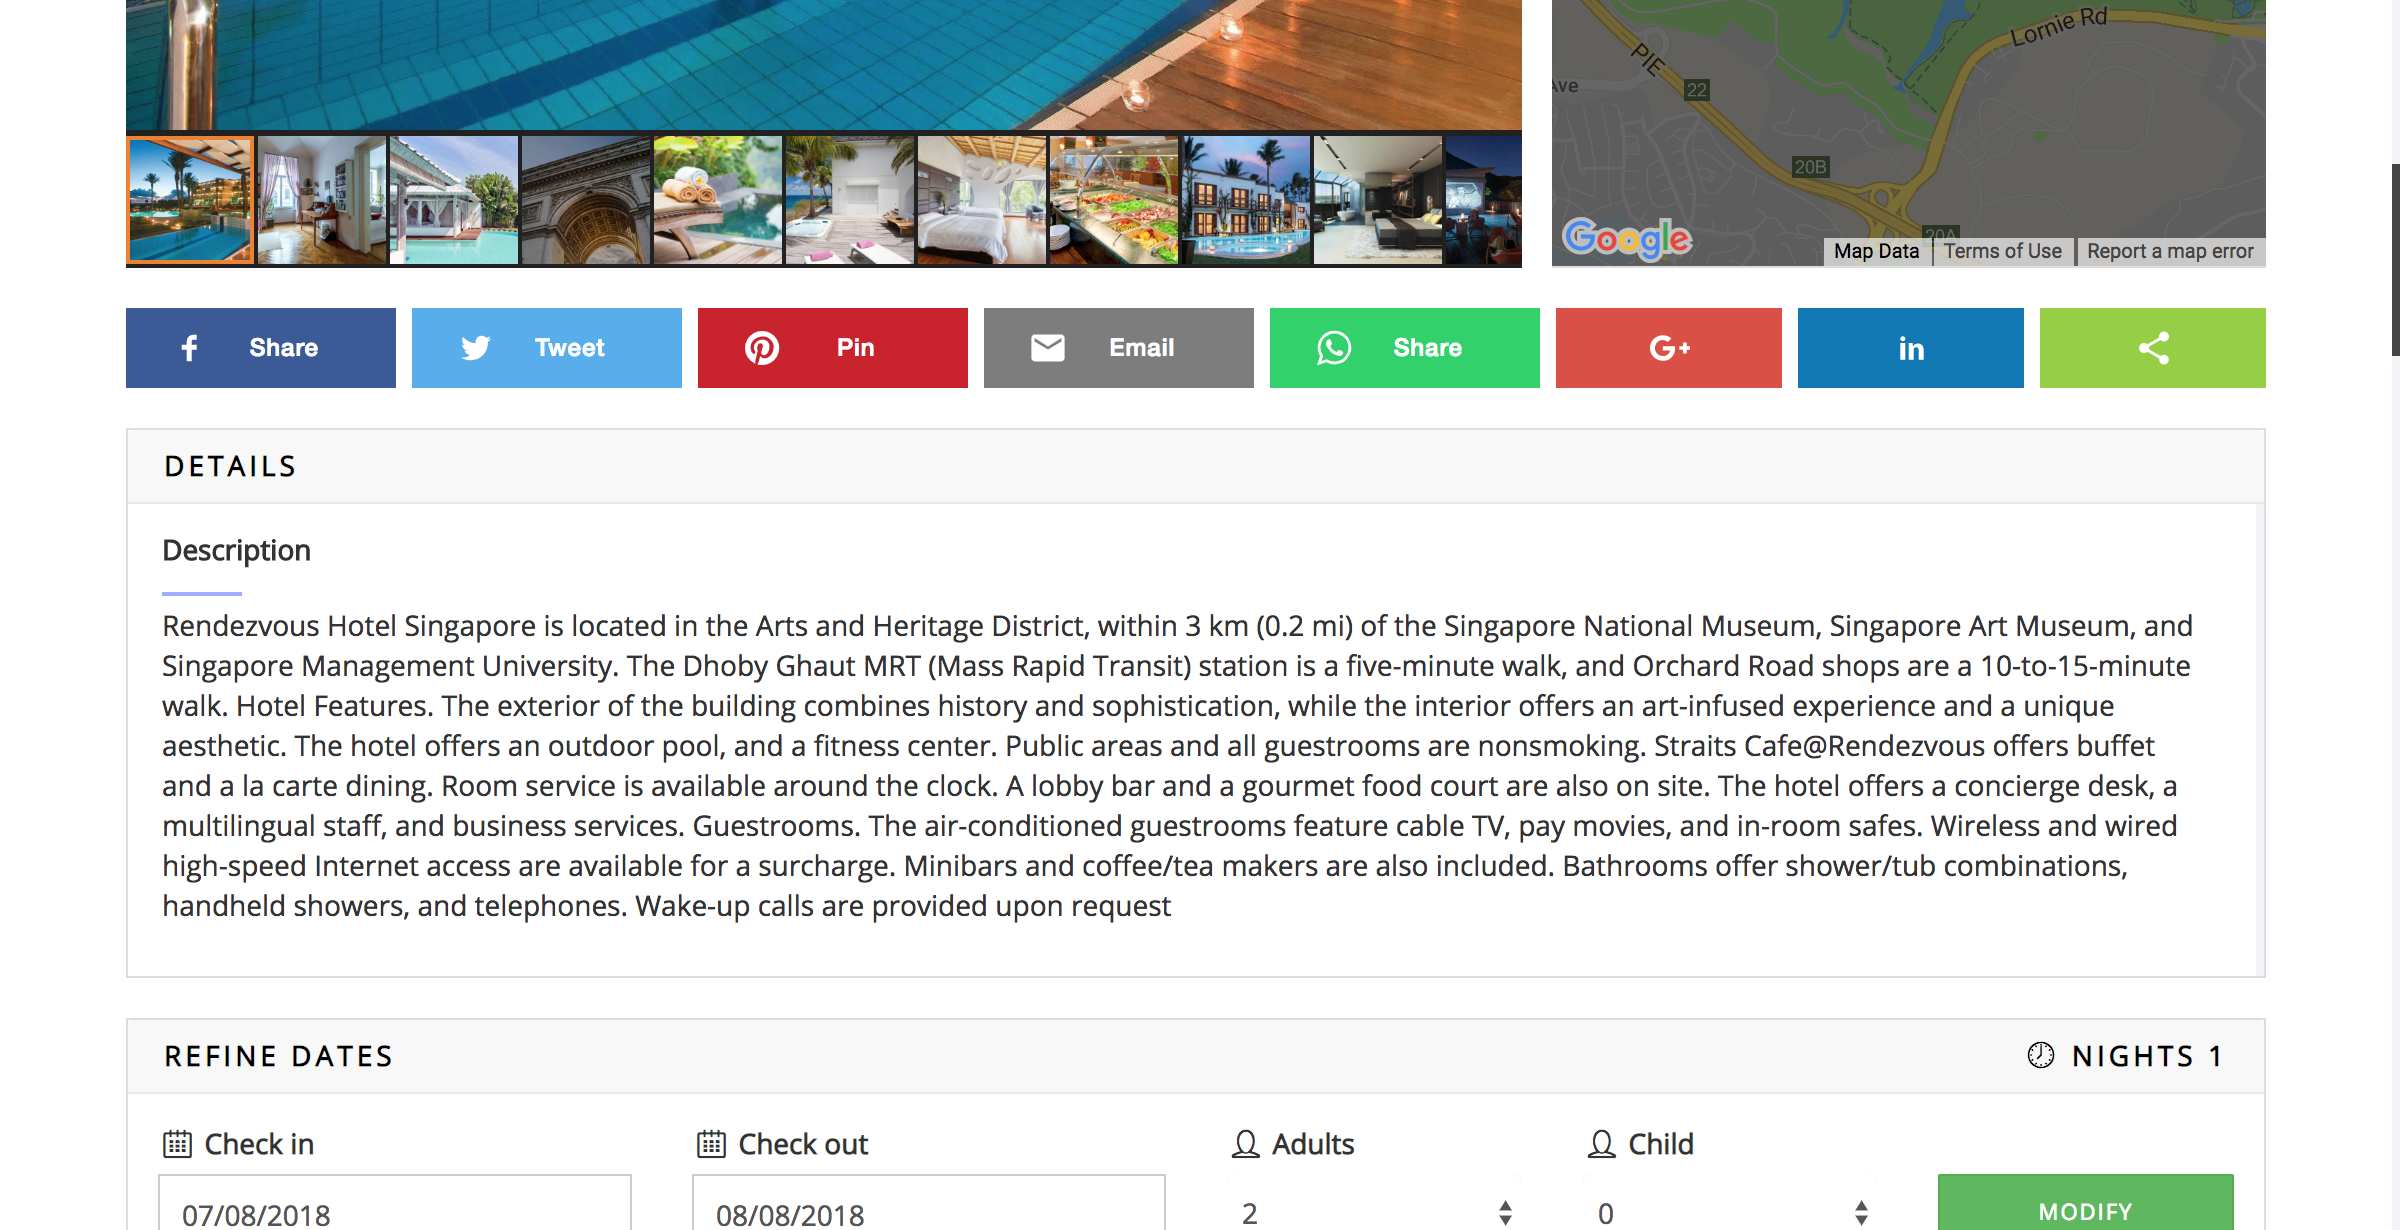 Lornie Rd
PIE
Ave
22
20B
20A
Google
Map Data
Terms of Use
Report a map error
Share
Tweet
Pin
Email
Share
G+
in
DETAILS
Description
Rendezvous Hotel Singapore is located in the Arts and Heritage District, within 3 km (0.2 mi) of the Singapore National Museum, Singapore Art Museum, and
Singapore Management University. The Dhoby Ghaut MRT (Mass Rapid Transit) station is a five-minute walk, and Orchard Road shops are a 10-to-15-minute
walk. Hotel Features. The exterior of the building combines history and sophistication, while the interior offers an art-infused experience and a unique
aesthetic. The hotel offers an outdoor pool, and a fitness center. Public areas and all guestrooms are nonsmoking. Straits Cafe@Rendezvous offers buffet
and a la carte dining. Room service is available around the clock. A lobby bar and a gourmet food court are also on site. The hotel offers a concierge desk, a
multilingual staff, and business services. Guestrooms. The air-conditioned guestrooms feature cable TV, pay movies, and in-room safes. Wireless and wired
high-speed Internet access are available for a surcharge. Minibars and coffee/tea makers are also included. Bathrooms offer shower/tub combinations,
handheld showers, and telephones. Wake-up calls are provided upon request
REFINE DATES
NIGHTS 1
Check in
Check out
Adults
Child
07/08/2018
08/08/2018
2
0
MODIFY